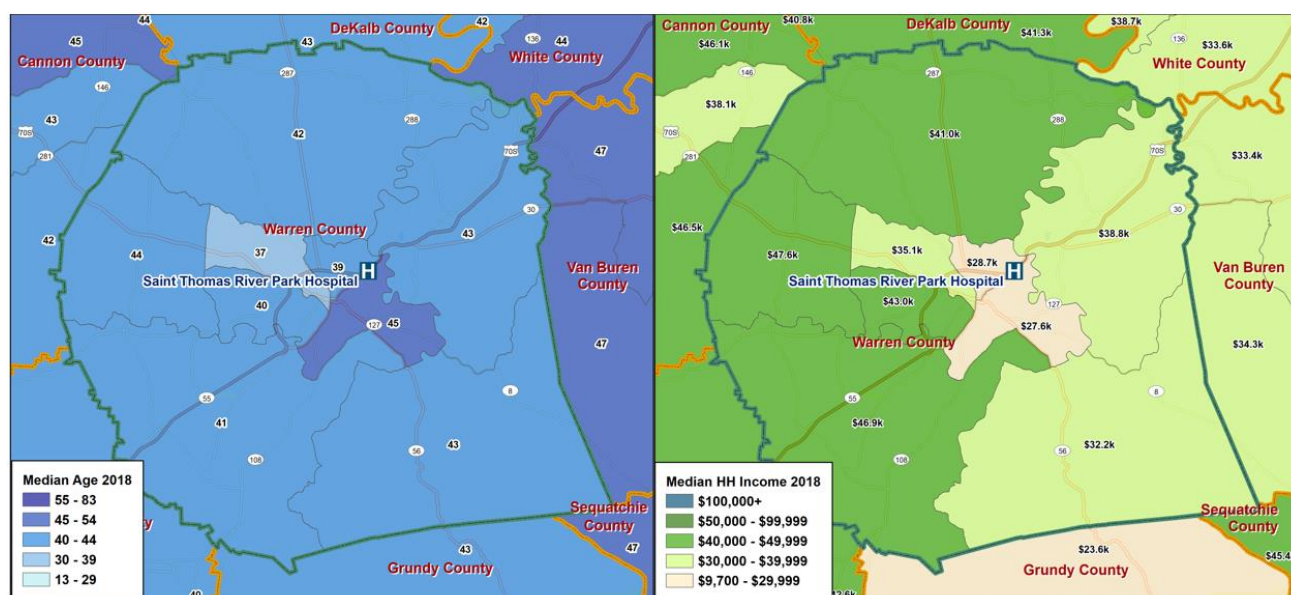 44
42
43
DeKalb County
45
136
44
White County
Cannon County
146
287
43
70S
281
42
288
70S
47
42
44
Warren County
37
43
30
39
Saint Thomas River Park Hospital
H
Van Buren
County
40
127
45
47
55
8
41
43
56
108
Median Age 2018
55 - 83
45 - 54
40 - 44
30 - 39
13 - 29
Sequatchie
County
47
43
Grundy County
40
Cannon County
$40.8k
$46.1k
DeKalb County
$41.3k
$38.7k
136
$33.6k
White County
146
287
$38.1k
70S
281
$41.0k
288
70S
$33.4k
$46.5k
$47.6k
30
$35.1k
$38.8k
$28.7k
Saint Thomas River Park Hospital
H
Van Buren
County
$43.0k
127
$27.6k
Warren County
$34.3k
55
8
$46.9k
$32.2k
56
108
Median HH Income 2018
$100,000+
$50,000 - $99,999
$40,000 - $49,999
$30,000 - $39,999
$9,700 - $29,999
Sequatchie
County
$23.6k
$45.4
Grundy County